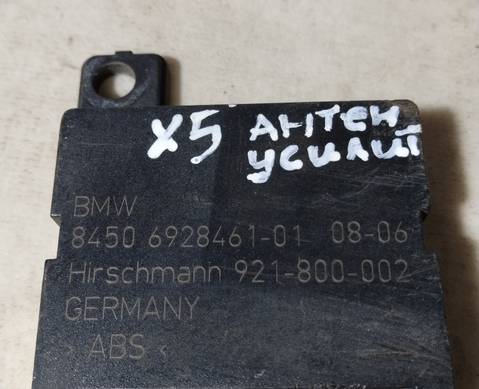 X5 АНТЕН
УСИЛИТ
BMW
8450 6928461-01 08-06
Hirschmann 921-800-002
GERMANY
> ABS <